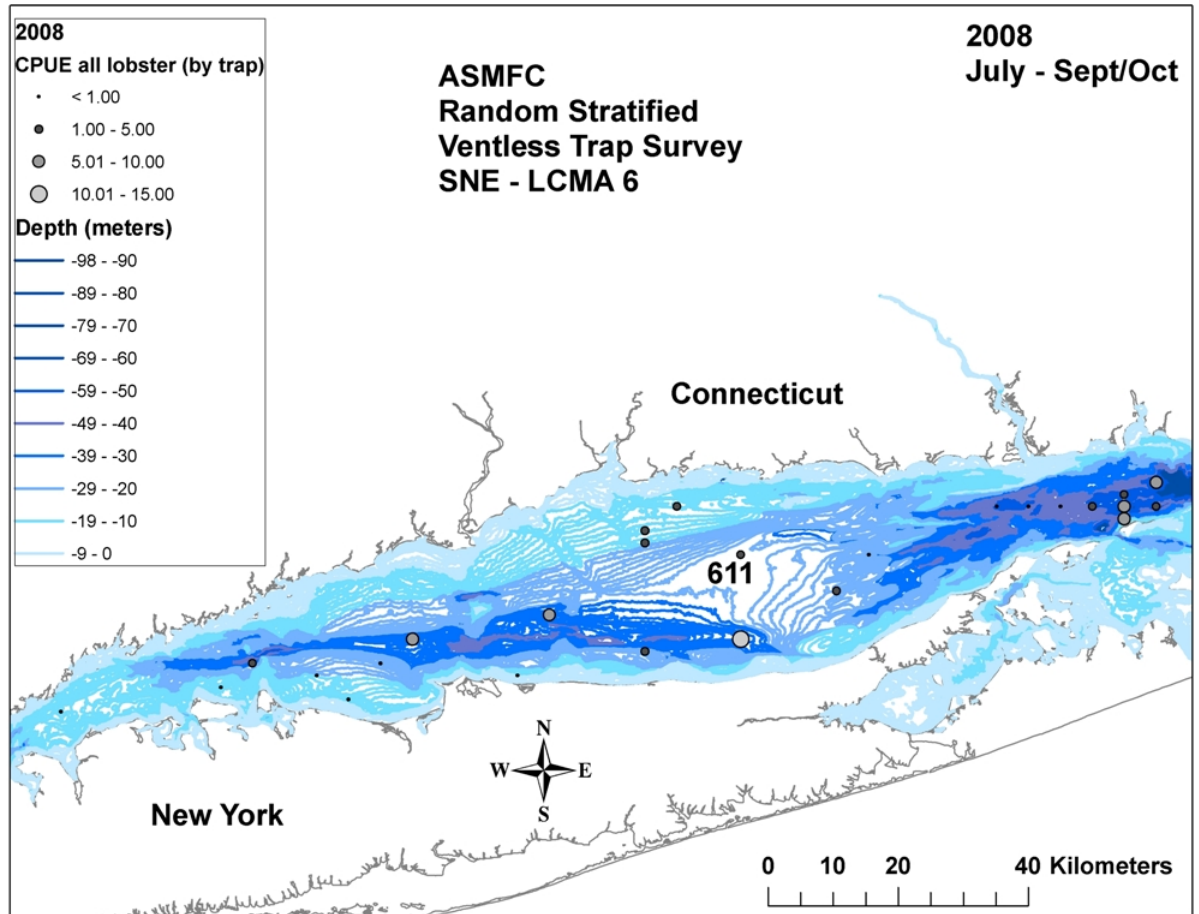 2008
CPUE all lobster (by trap)
< 1.00
1.00 - 5.00
5.01 - 10.00
10.01 - 15.00
Depth (meters)
-98 - -90
-89 - -80
-79 - -70
-69 - -60
-59 - -50
-49 - -40
-39 - -30
-29 - -20
-19 - -10
-9 - 0
ASMFC
Random Stratified
Ventless Trap Survey
SNE - LCMA 6
2008
July - Sept/Oct
Connecticut
611
N
W E
S
New York
0 10 20 40 Kilometers